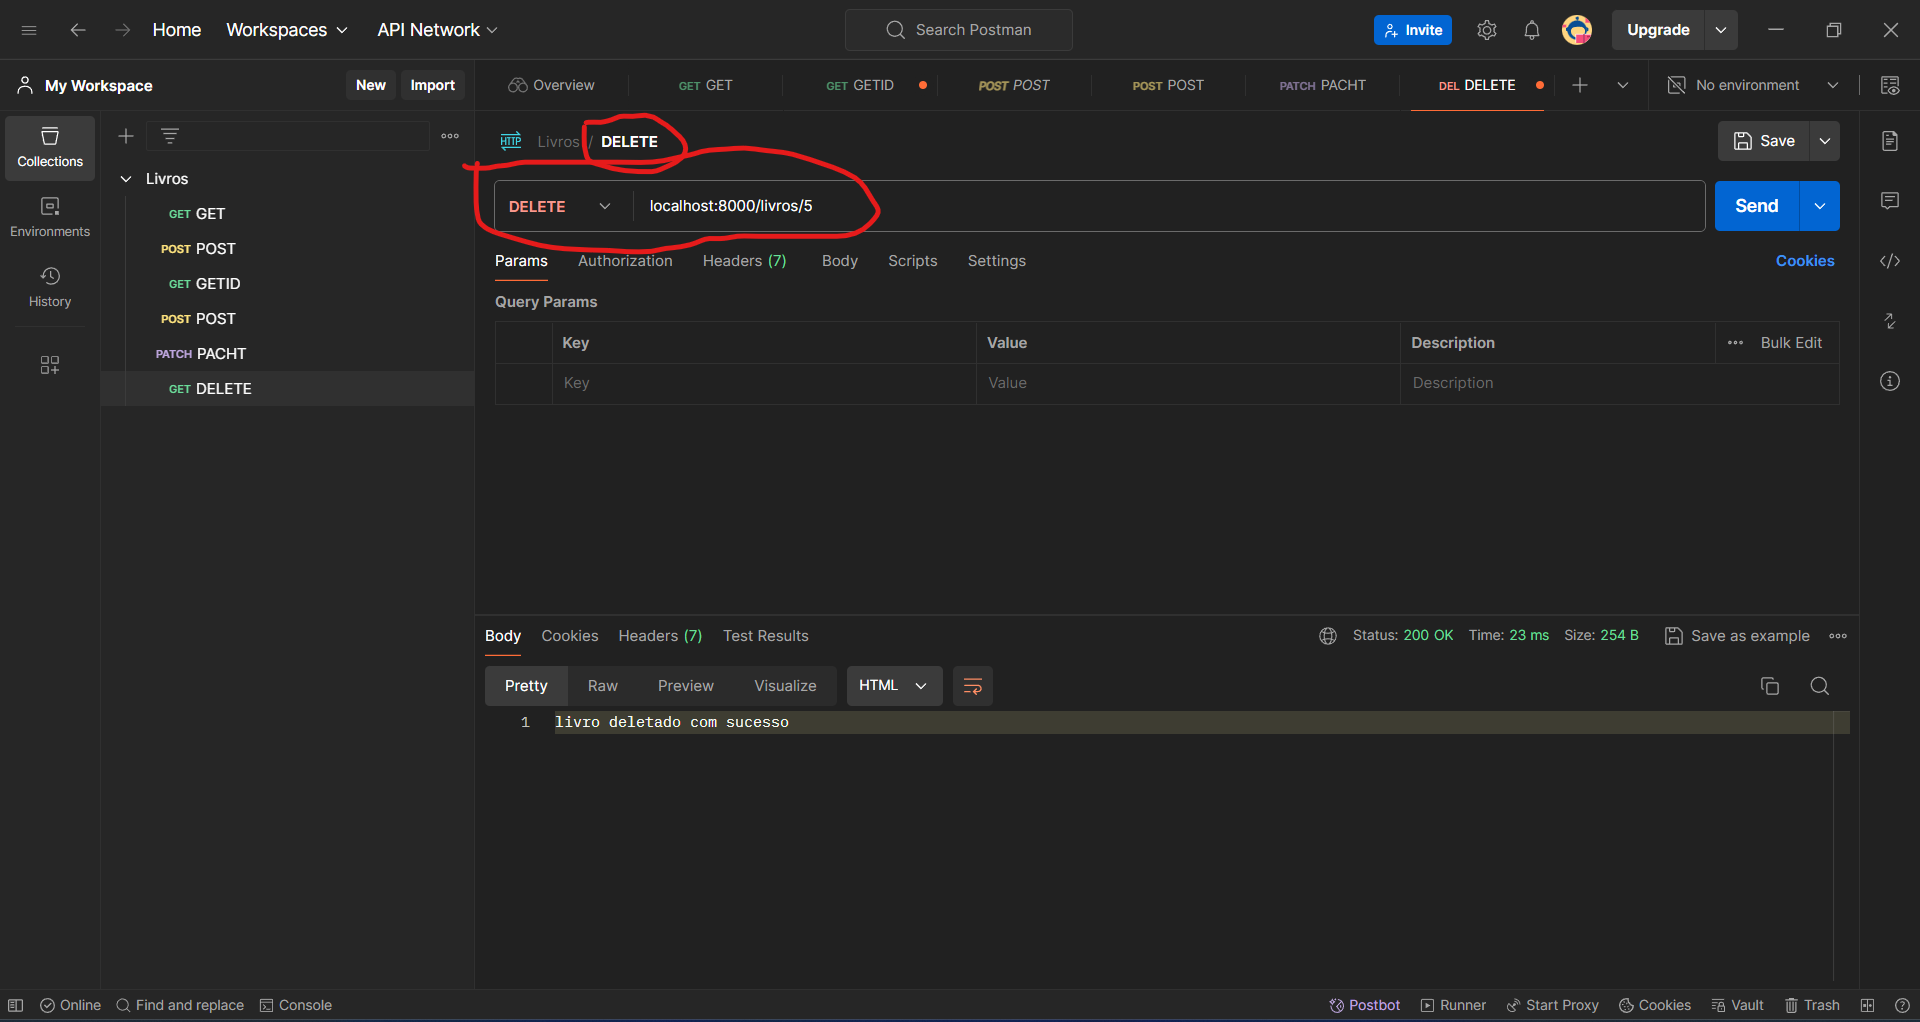 Home Workspaces API Network Search Postman Invite Upgrade
My Workspace New Import Overview GET GET GET GETID POST POST POST POST PATCH PACHT DEL DELETE No environment
Livros / DELETE Save
Collections
Livros
GET GET
POST POST
GET GETID
POST POST
PATCH PACHT
GET DELETE
Environments
History
DELETE localhost:8000/livros/5 Send
Params Authorization Headers (7) Body Scripts Settings Cookies
Query Params
Key Value Description Bulk Edit
Key Value Description
Body Cookies Headers (7) Test Results Status: 200 OK Time: 23 ms Size: 254 B Save as example
Pretty Raw Preview Visualize HTML
1 livro deletado com sucesso
Online Find and replace Console Postbot Runner Start Proxy Cookies Vault Trash